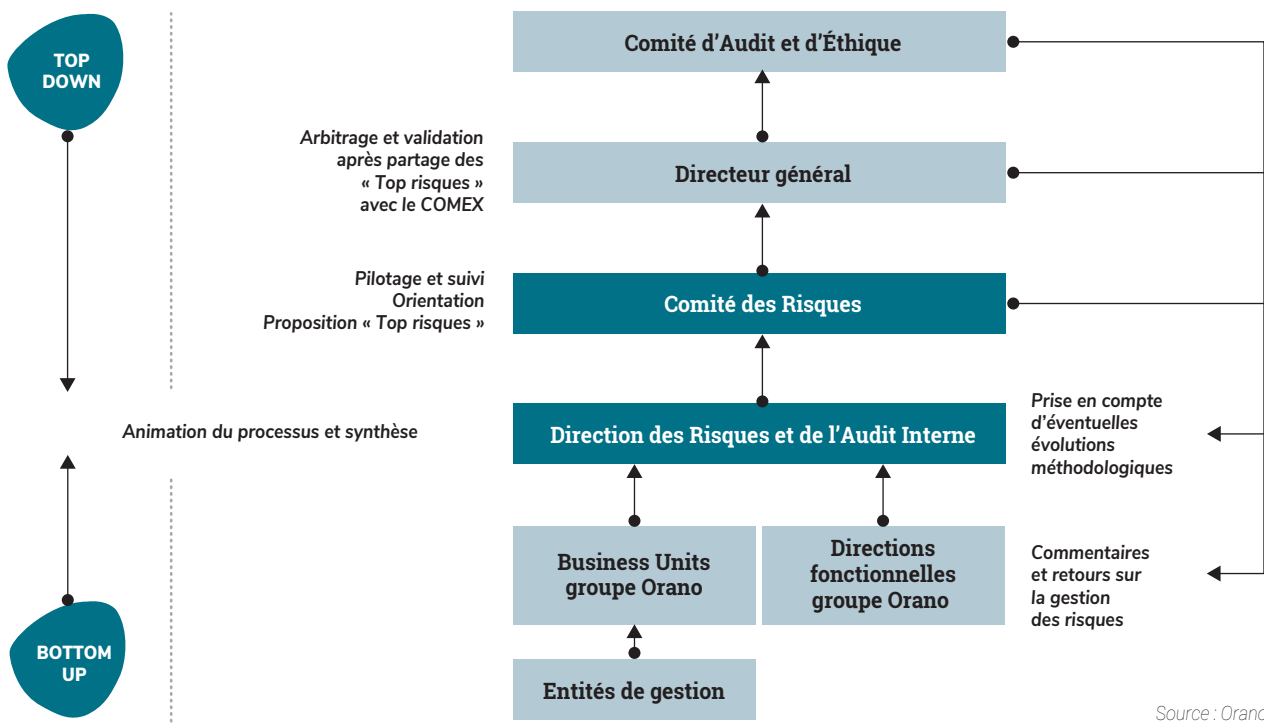 TOP
DOWN
Comité d'Audit et d'Éthique
Arbitrage et validation
après partage des
« Top risques »
avec le COMEX
Directeur général
Pilotage et suivi
Orientation
Proposition « Top risques »
Comité des Risques
Animation du processus et synthèse
Direction des Risques et de l'Audit Interne
Prise en compte
d'éventuelles
évolutions
méthodologiques
Business Units
groupe Orano
Directions
fonctionnelles
groupe Orano
Commentaires
et retours sur
la gestion
des risques
BOTTOM
UP
Entités de gestion
Source : Orano